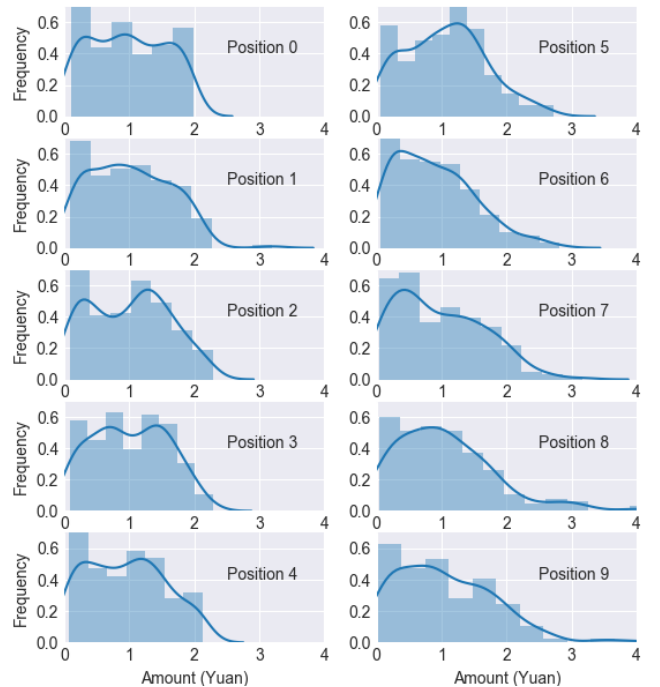 Frequency
0.6
0.4
0.2
0.0
Position 0
0 1 2 3 4
0.6
0.4
0.2
0.0
Position 5
0 1 2 3 4
Frequency
0.6
0.4
0.2
0.0
Position 1
0 1 2 3 4
0.6
0.4
0.2
0.0
Position 6
0 1 2 3 4
Frequency
0.6
0.4
0.2
0.0
Position 2
0 1 2 3 4
0.6
0.4
0.2
0.0
Position 7
0 1 2 3 4
Frequency
0.6
0.4
0.2
0.0
Position 3
0 1 2 3 4
0.6
0.4
0.2
0.0
Position 8
0 1 2 3 4
Frequency
0.6
0.4
0.2
0.0
Position 4
0 1 2 3 4
Amount (Yuan)
0.6
0.4
0.2
0.0
Position 9
0 1 2 3 4
Amount (Yuan)